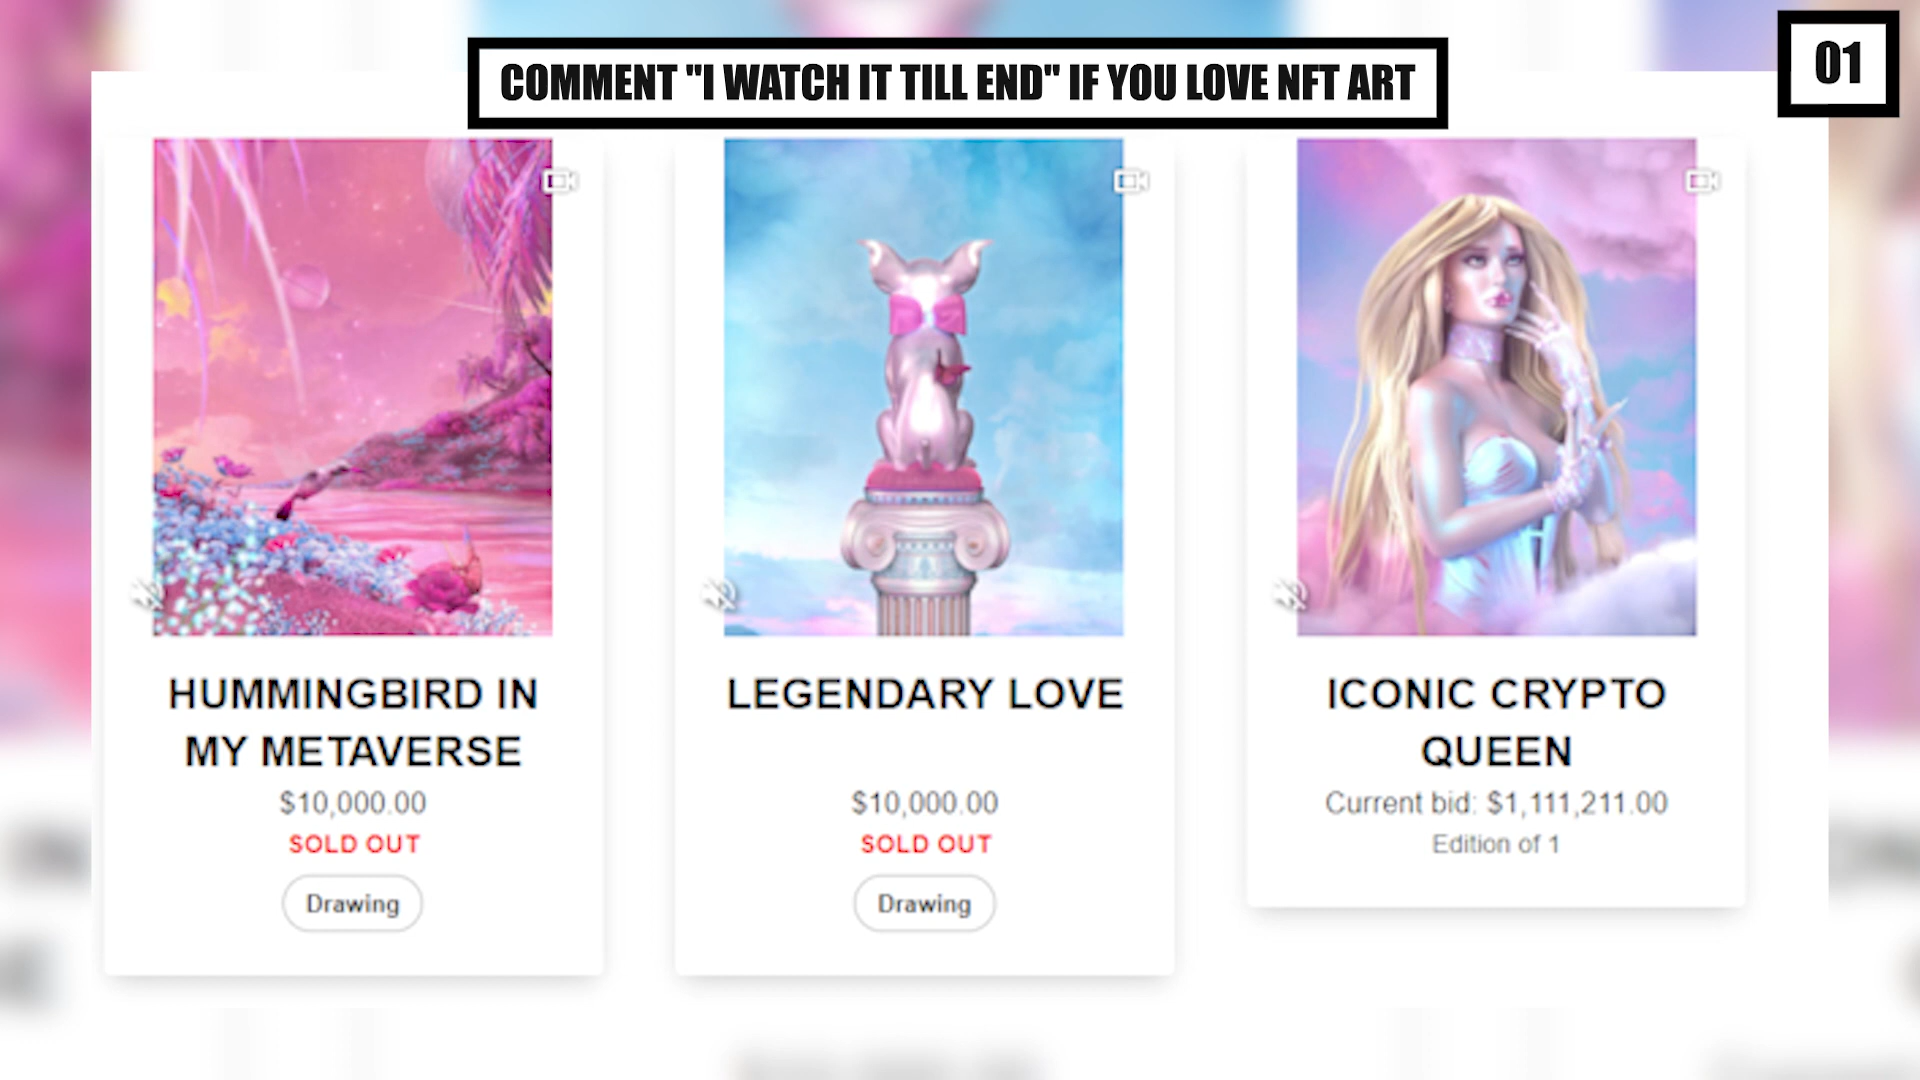 COMMENT "I WATCH IT TILL END" IF YOU LOVE NFT ART
01
HUMMINGBIRD IN
MY METAVERSE
$10,000.00
SOLD OUT
Drawing
LEGENDARY LOVE
$10,000.00
SOLD OUT
Drawing
ICONIC CRYPTO
QUEEN
Current bid: $1,111,211.00
Edition of 1